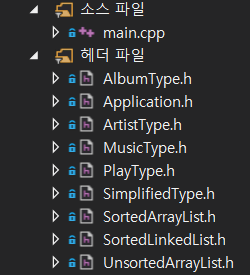 소스 파일
main.cpp
헤더 파일
AlbumType.h
Application.h
ArtistType.h
MusicType.h
PlayType.h
SimplifiedType.h
SortedArrayList.h
SortedLinkedList.h
UnsortedArrayList.h